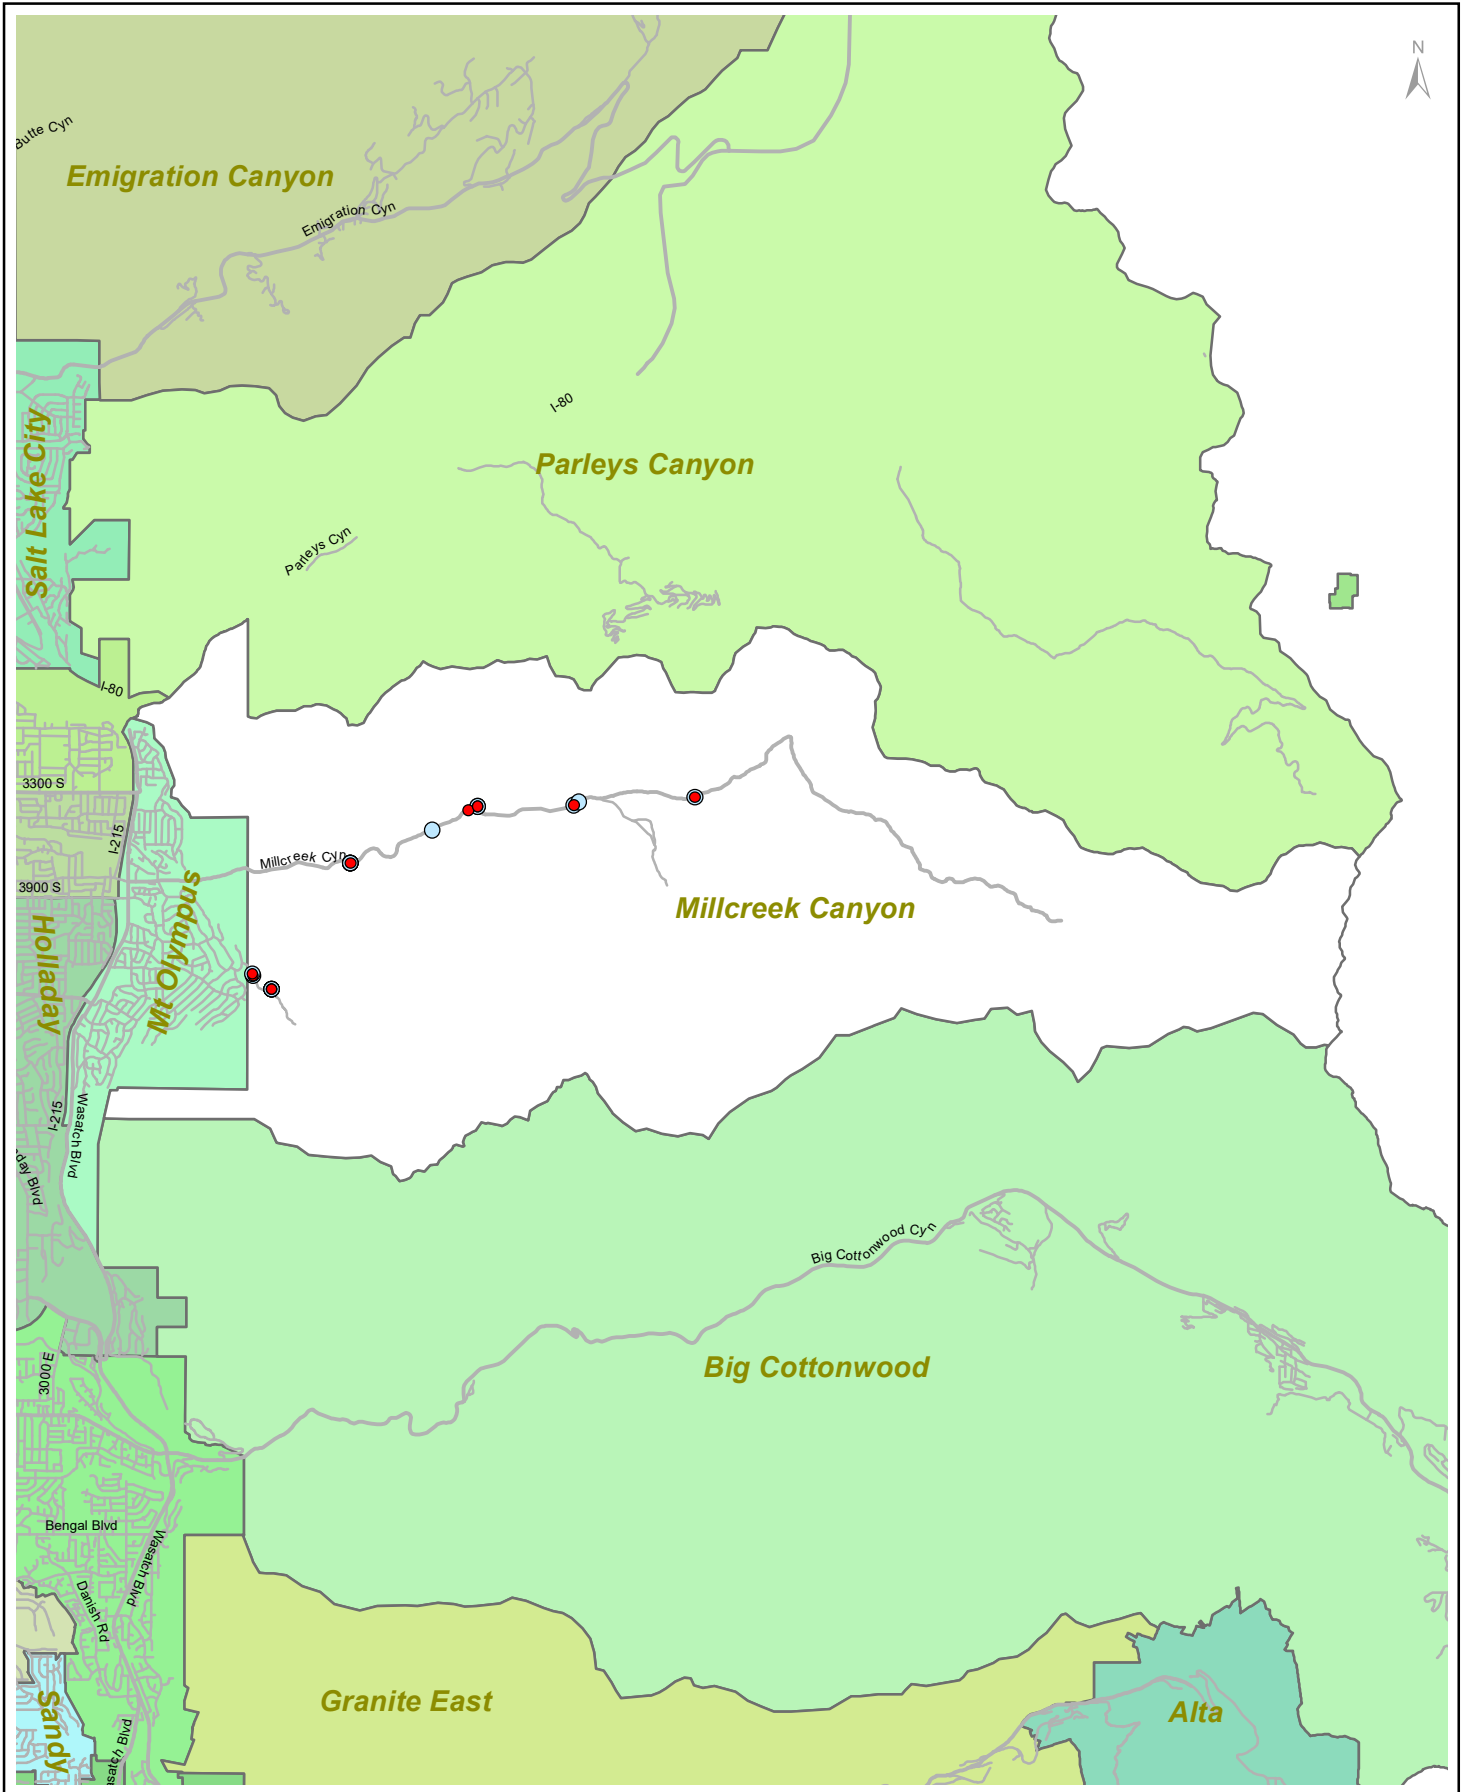 N
Butte Cyn
Emigration Canyon
Emigration Cyn
I-80
Salt Lake City
Parleys Canyon
Parleys Cyn
I-80
3300 S
I-215
Millcreek Cyn
3900 S
Millcreek Canyon
Holladay
Mt Olympus
I-215
Wasatch Blvd
day Blvd
Big Cottonwood Cyn
3000 E
Big Cottonwood
Bengal Blvd
Wasatch Blvd
Danish Rd
Sandy
Granite East
Alta
asatch Blvd